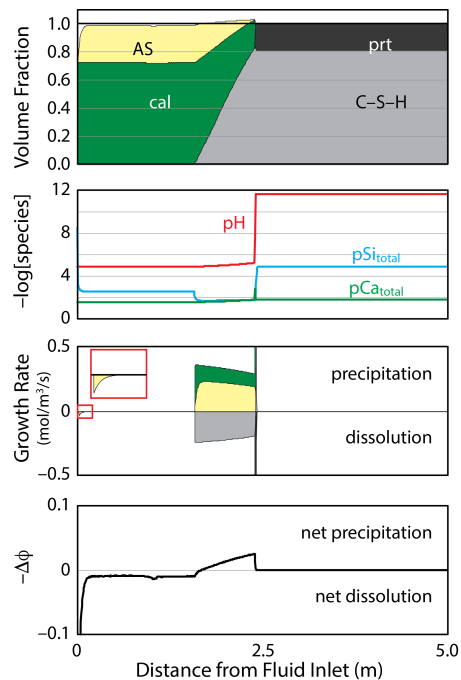 Volume Fraction
1.0
0.8
0.6
0.4
0.2
0.0
AS
cal
prt
C–S–H
–log[species]
12
8
4
0
pH
pSitotal
pCatotal
Growth Rate
(mol/m³/s)
0.5
0
–0.5
precipitation
dissolution
–Δϕ
0.1
0
–0.1
net precipitation
net dissolution
0 2.5 5.0
Distance from Fluid Inlet (m)